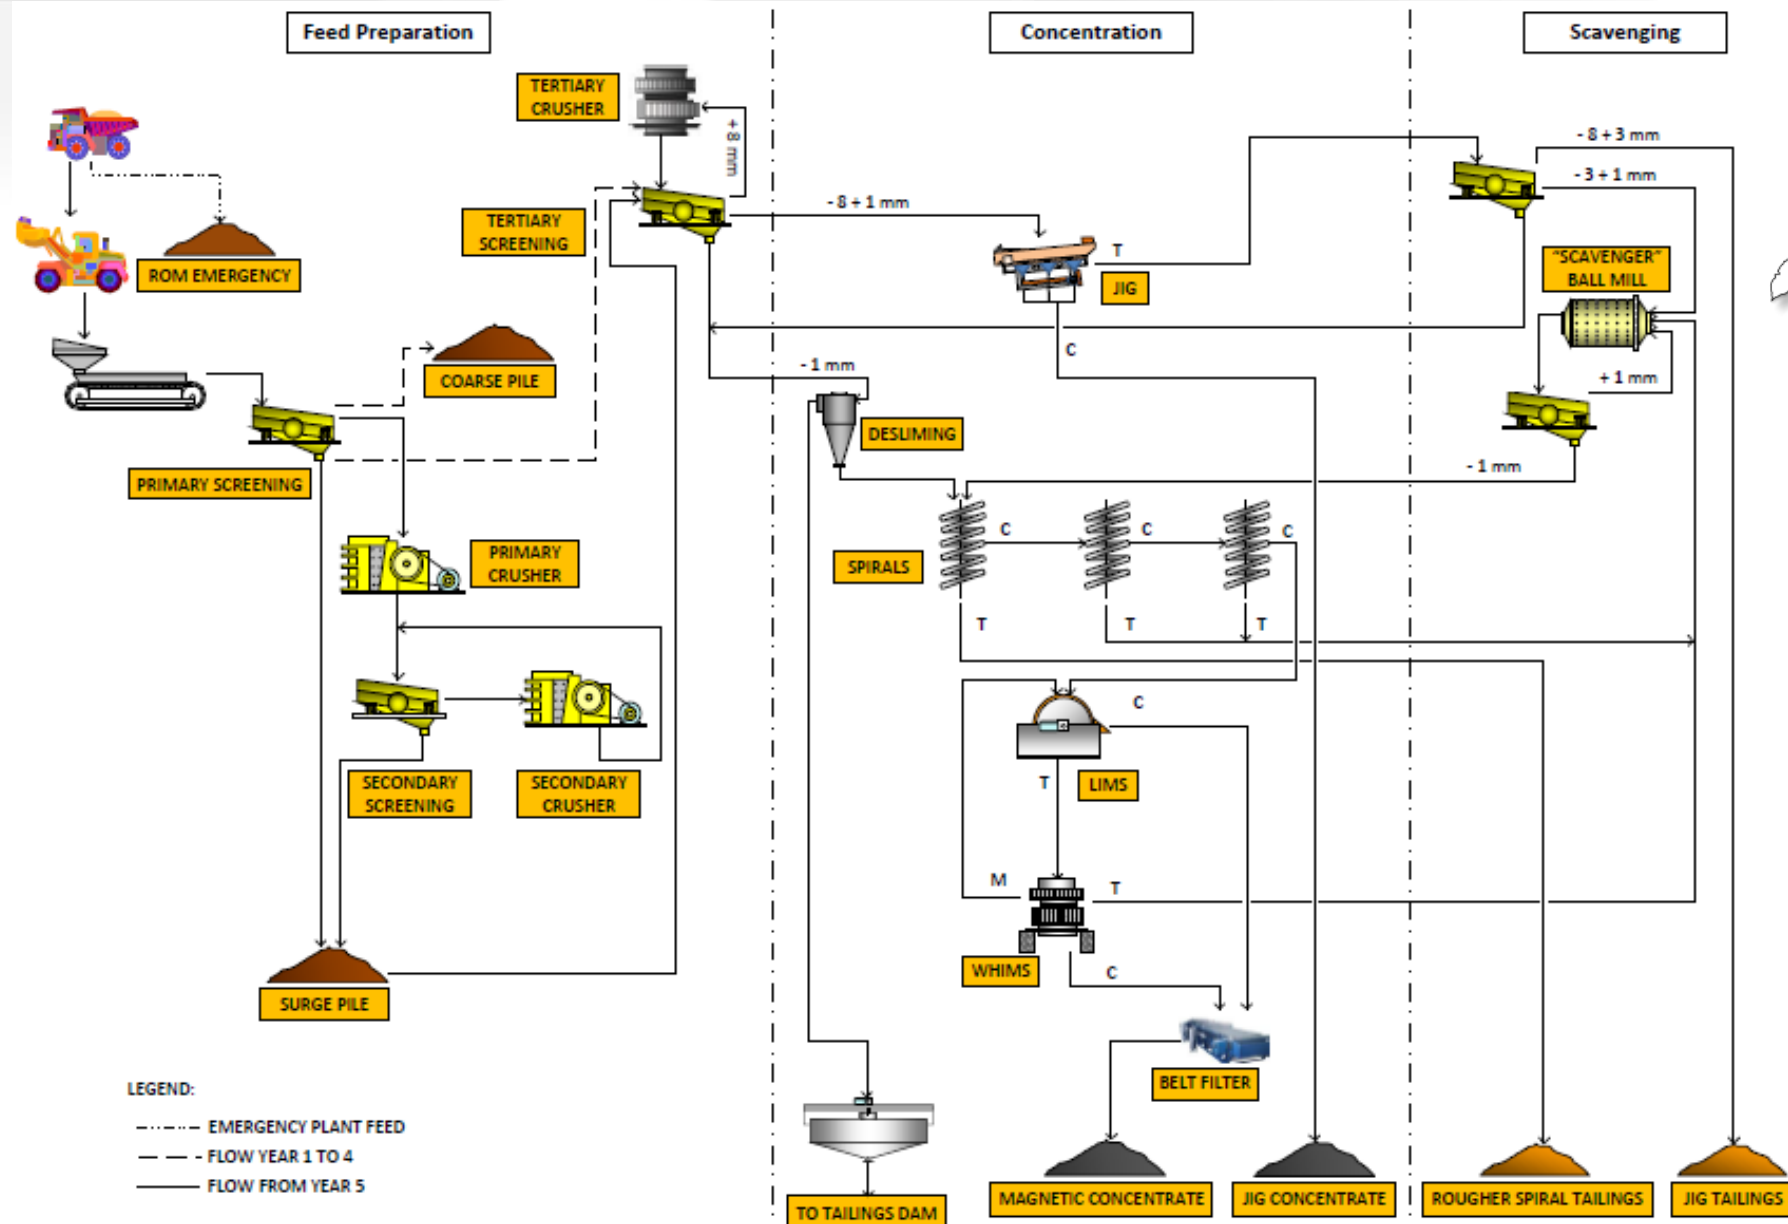 Feed Preparation
Concentration
Scavenging
TERTIARY
CRUSHER
+ 8 mm
- 8 + 3 mm
- 3 + 1 mm
- 8 + 1 mm
TERTIARY
SCREENING
T
ROM EMERGENCY
JIG
"SCAVENGER"
BALL MILL
C
COARSE PILE
- 1 mm
+ 1 mm
DESLIMING
PRIMARY SCREENING
- 1 mm
C
C
C
PRIMARY
CRUSHER
SPIRALS
T
T
T
C
SECONDARY
SCREENING
SECONDARY
CRUSHER
T
LIMS
M
T
WHIMS
C
SURGE PILE
BELT FILTER
LEGEND:
EMERGENCY PLANT FEED
FLOW YEAR 1 TO 4
FLOW FROM YEAR 5
TO TAILINGS DAM
MAGNETIC CONCENTRATE
JIG CONCENTRATE
ROUGHER SPIRAL TAILINGS
JIG TAILINGS